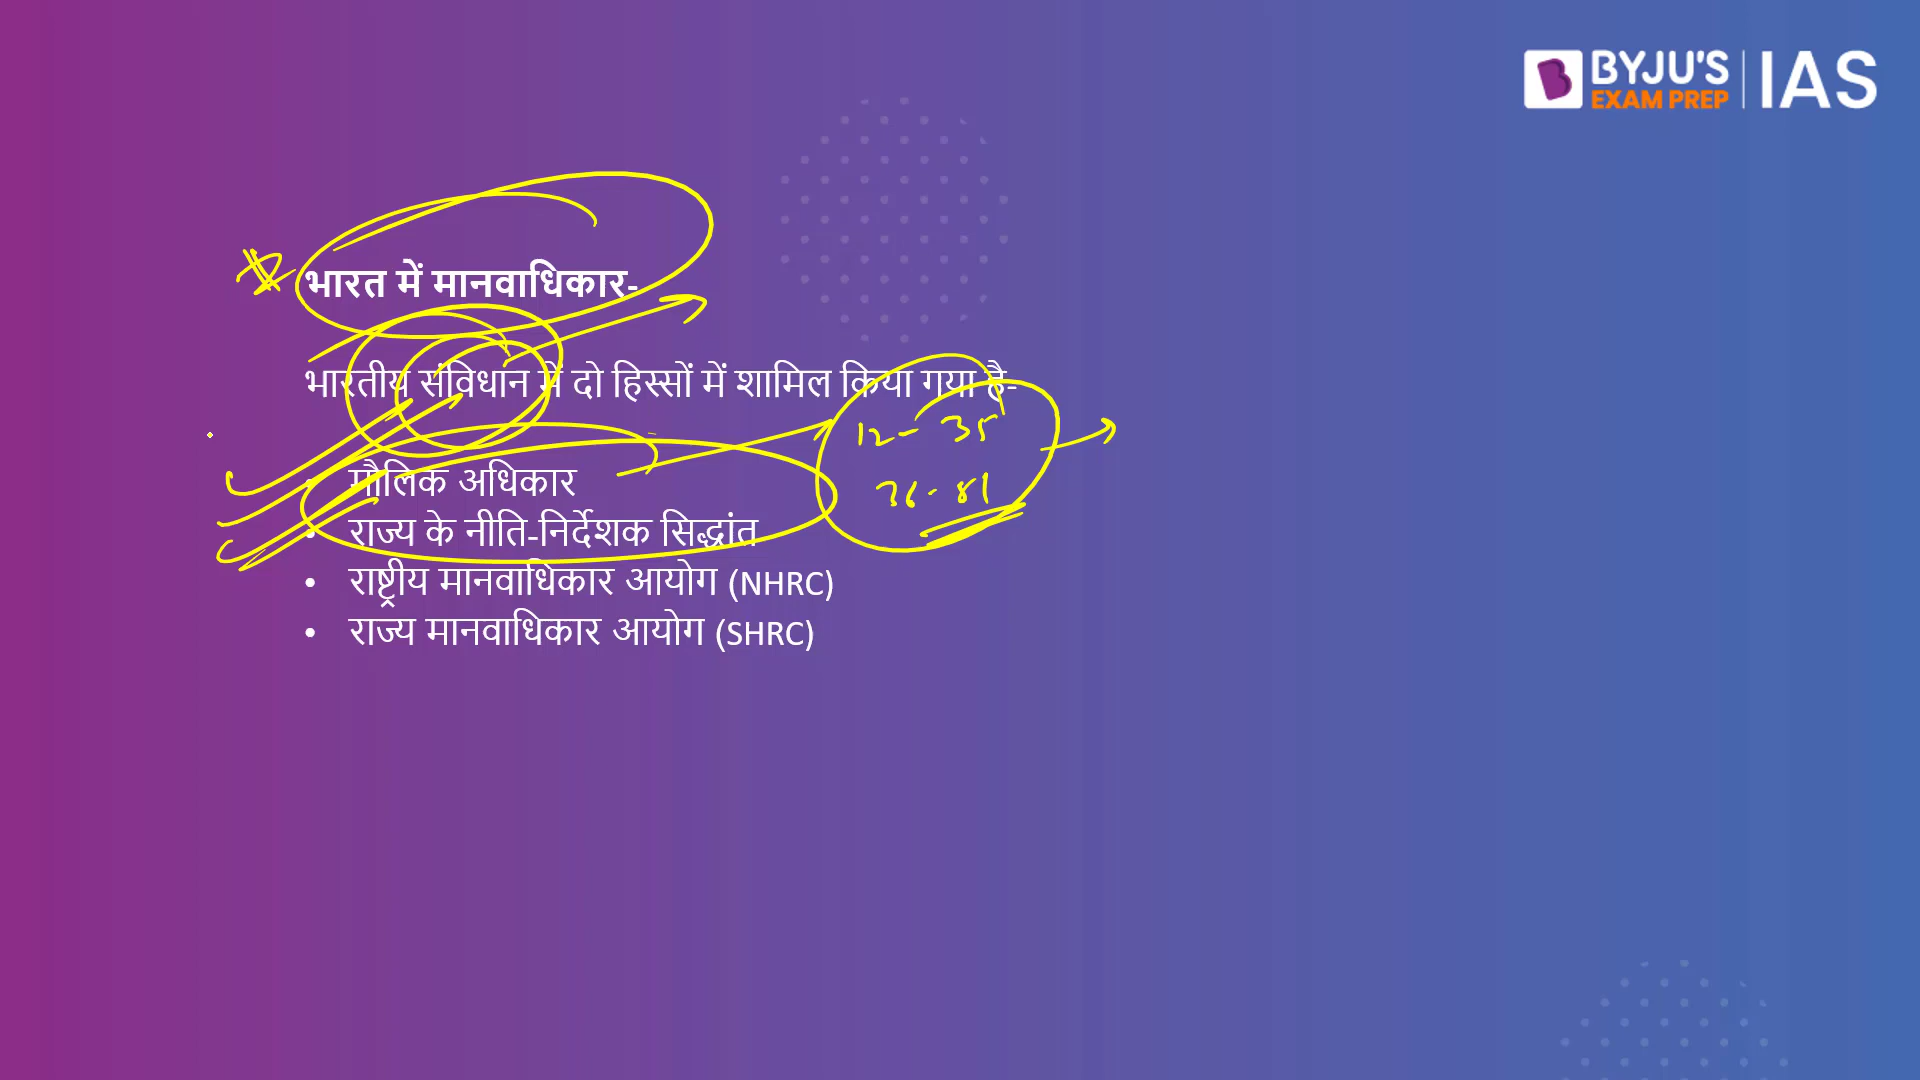 BYJU'S
EXAM PREP
IAS
भारत में मानवाधिकार-
भारतीय संविधान में दो हिस्सों में शामिल किया गया है-
12 - 35
36 - 81
• मौलिक अधिकार
• राज्य के नीति-निर्देशक सिद्धांत
• राष्ट्रीय मानवाधिकार आयोग (NHRC)
• राज्य मानवाधिकार आयोग (SHRC)